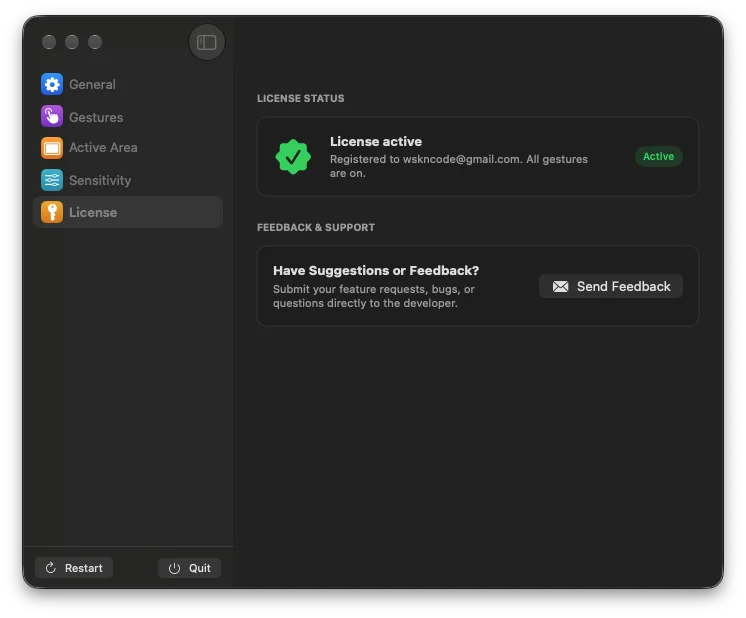 General
Gestures
Active Area
Sensitivity
License
Restart
Quit
LICENSE STATUS
License active
Registered to wskncode@gmail.com. All gestures
are on.
Active
FEEDBACK & SUPPORT
Have Suggestions or Feedback?
Submit your feature requests, bugs, or
questions directly to the developer.
Send Feedback